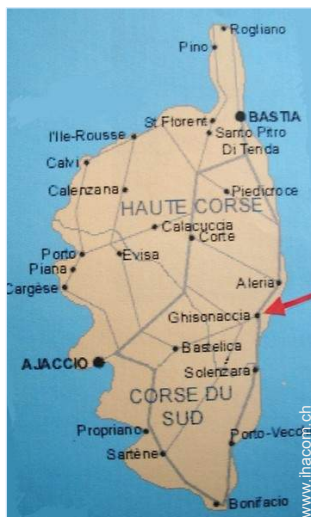 Rogliano
Pino
BASTIA
St Florent
Santo Pitro
Di Tenda
l'Ile-Rousse
Calvi
Calenzana
Piedicroce
HAUTE CORSE
Calacuccia
Corte
Porto
Evisa
Piana
Cargèse
Aleria
Ghisonaccia
AJACCIO
Bastelica
Solenzara
CORSE DU
SUD
Propriano
Porto-Vecc
Sartène
Bonifacio
www.ihacom.ch